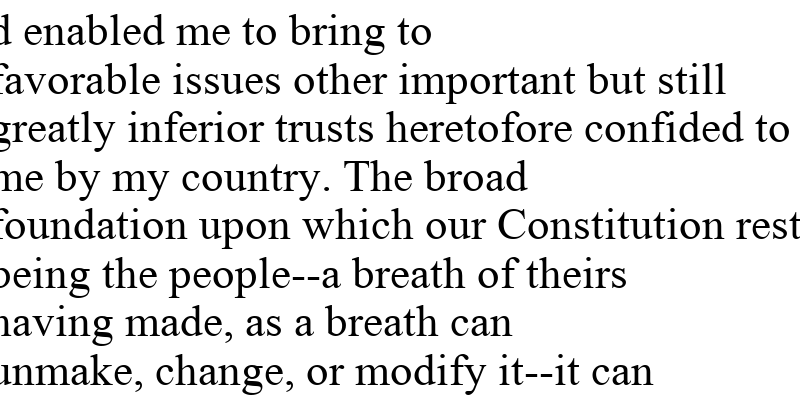 d enabled me to bring to
favorable issues other important but still
greatly inferior trusts heretofore confided to
me by my country. The broad
foundation upon which our Constitution rest
being the people--a breath of theirs
having made, as a breath can
unmake, change, or modify it--it can